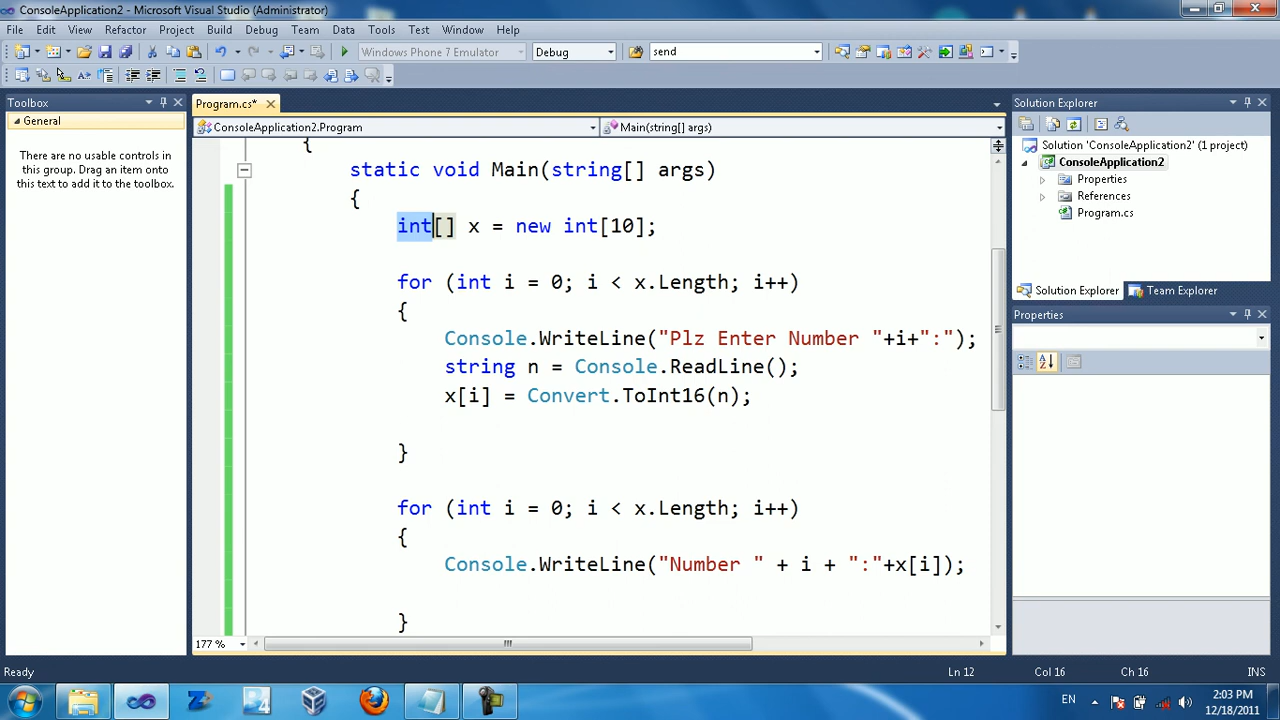 ConsoleApplication2 - Microsoft Visual Studio (Administrator)
File Edit View Refactor Project Build Debug Team Data Tools Test Window Help
Windows Phone 7 Emulator Debug send
Toolbox
General
There are no usable controls in
this group. Drag an item onto
this text to add it to the toolbox.
Program.cs*
ConsoleApplication2.Program Main(string[] args)
{
static void Main(string[] args)
{
int[] x = new int[10];
for (int i = 0; i < x.Length; i++)
{
Console.WriteLine("Plz Enter Number "+i+":");
string n = Console.ReadLine();
x[i] = Convert.ToInt16(n);
}
for (int i = 0; i < x.Length; i++)
{
Console.WriteLine("Number " + i + ":"+x[i]);
}
177 %
Solution Explorer
Solution 'ConsoleApplication2' (1 project)
ConsoleApplication2
Properties
References
Program.cs
Solution Explorer Team Explorer
Properties
Ready Ln 12 Col 16 Ch 16 INS
EN 2:03 PM
12/18/2011